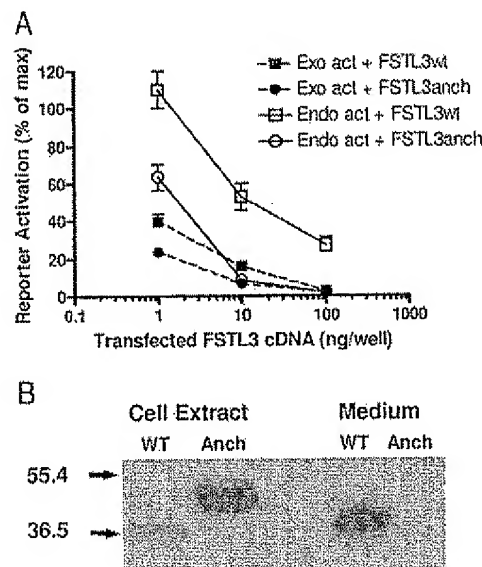 A
Reporter Activation (% of max)
120
100
80
60
40
20
0
0.1
1
10
100
1000
Transfected FSTL3 cDNA (ng/well)
Exo act + FSTL3wt
Exo act + FSTL3anch
Endo act + FSTL3wt
Endo act + FSTL3anch
B
Cell Extract
Medium
WT Anch
WT Anch
55.4
36.5